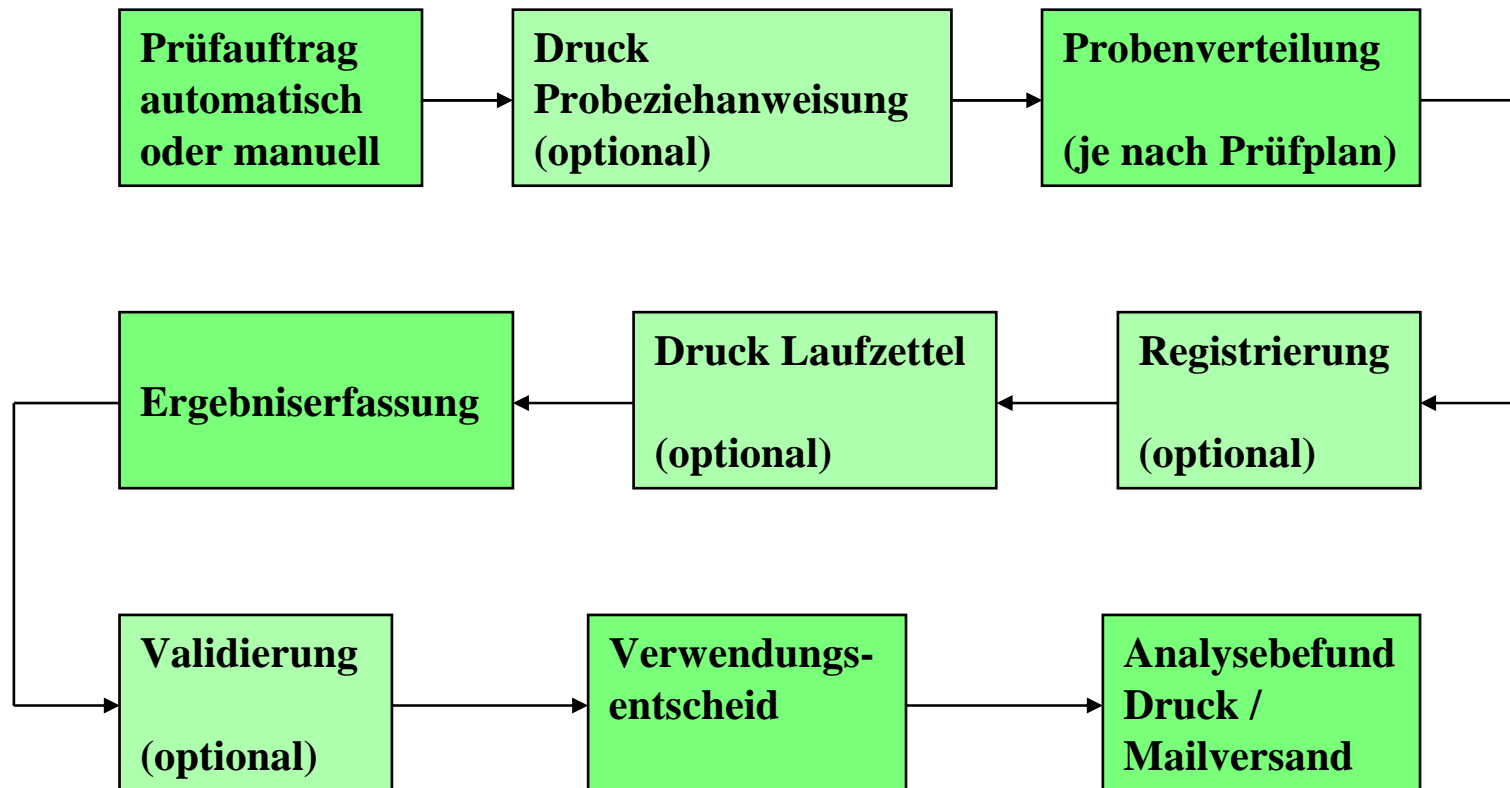 Prüfauftrag
automatisch
oder manuell
Druck
Probeziehanweisung
(optional)
Probenverteilung
(je nach Prüfplan)
Registrierung
(optional)
Druck Laufzettel
(optional)
Ergebniserfassung
Validierung
(optional)
Verwendungs-
entscheid
Analysebefund
Druck /
Mailversand